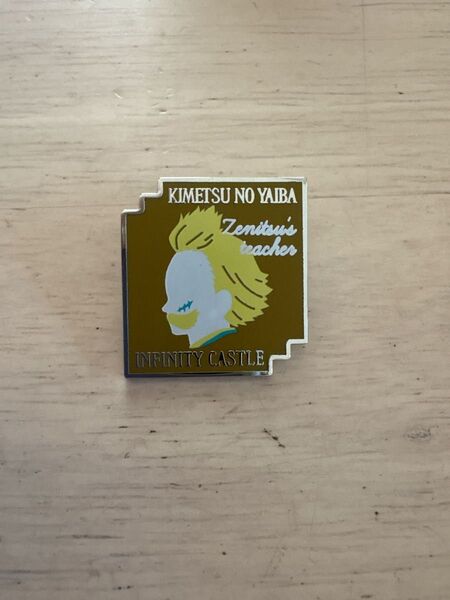 KIMETSU NO YAIBA
Zenitsu's
teacher
INFINITY CASTLE